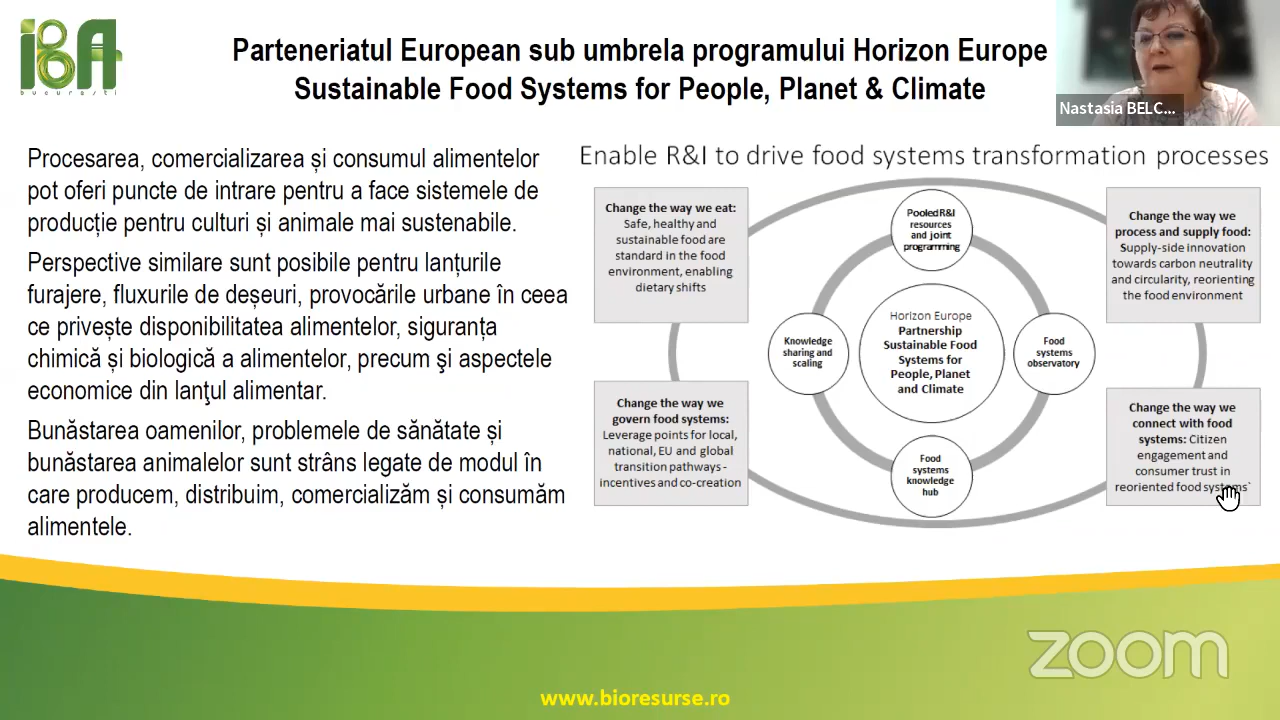 IBA
bucuresti
Parteneriatul European sub umbrela programului Horizon Europe
Sustainable Food Systems for People, Planet & Climate
Nastasia BELC...
Procesarea, comercializarea și consumul alimentelor
pot oferi puncte de intrare pentru a face sistemele de
producție pentru culturi și animale mai sustenabile.
Perspective similare sunt posibile pentru lanțurile
furajere, fluxurile de deșeuri, provocările urbane în ceea
ce privește disponibilitatea alimentelor, siguranța
chimică și biologică a alimentelor, precum şi aspectele
economice din lanţul alimentar.
Bunăstarea oamenilor, problemele de sănătate și
bunăstarea animalelor sunt strâns legate de modul în
care producem, distribuim, comercializăm și consumăm
alimentele.
Enable R&I to drive food systems transformation processes
Change the way we eat:
Safe, healthy and
sustainable food are
standard in the food
environment, enabling
dietary shifts
Pooled R&I
resources
and joint
programming
Change the way we
process and supply food:
Supply-side innovation
towards carbon neutrality
and circularity, reorienting
the food environment
Knowledge
sharing and
scaling
Horizon Europe
Partnership
Sustainable Food
Systems for
People, Planet
and Climate
Food
systems
observatory
Change the way we
govern food systems:
Leverage points for local,
national, EU and global
transition pathways -
incentives and co-creation
Food
systems
knowledge
hub
Change the way we
connect with food
systems: Citizen
engagement and
consumer trust in
reoriented food systems`
zoom
www.bioresurse.ro